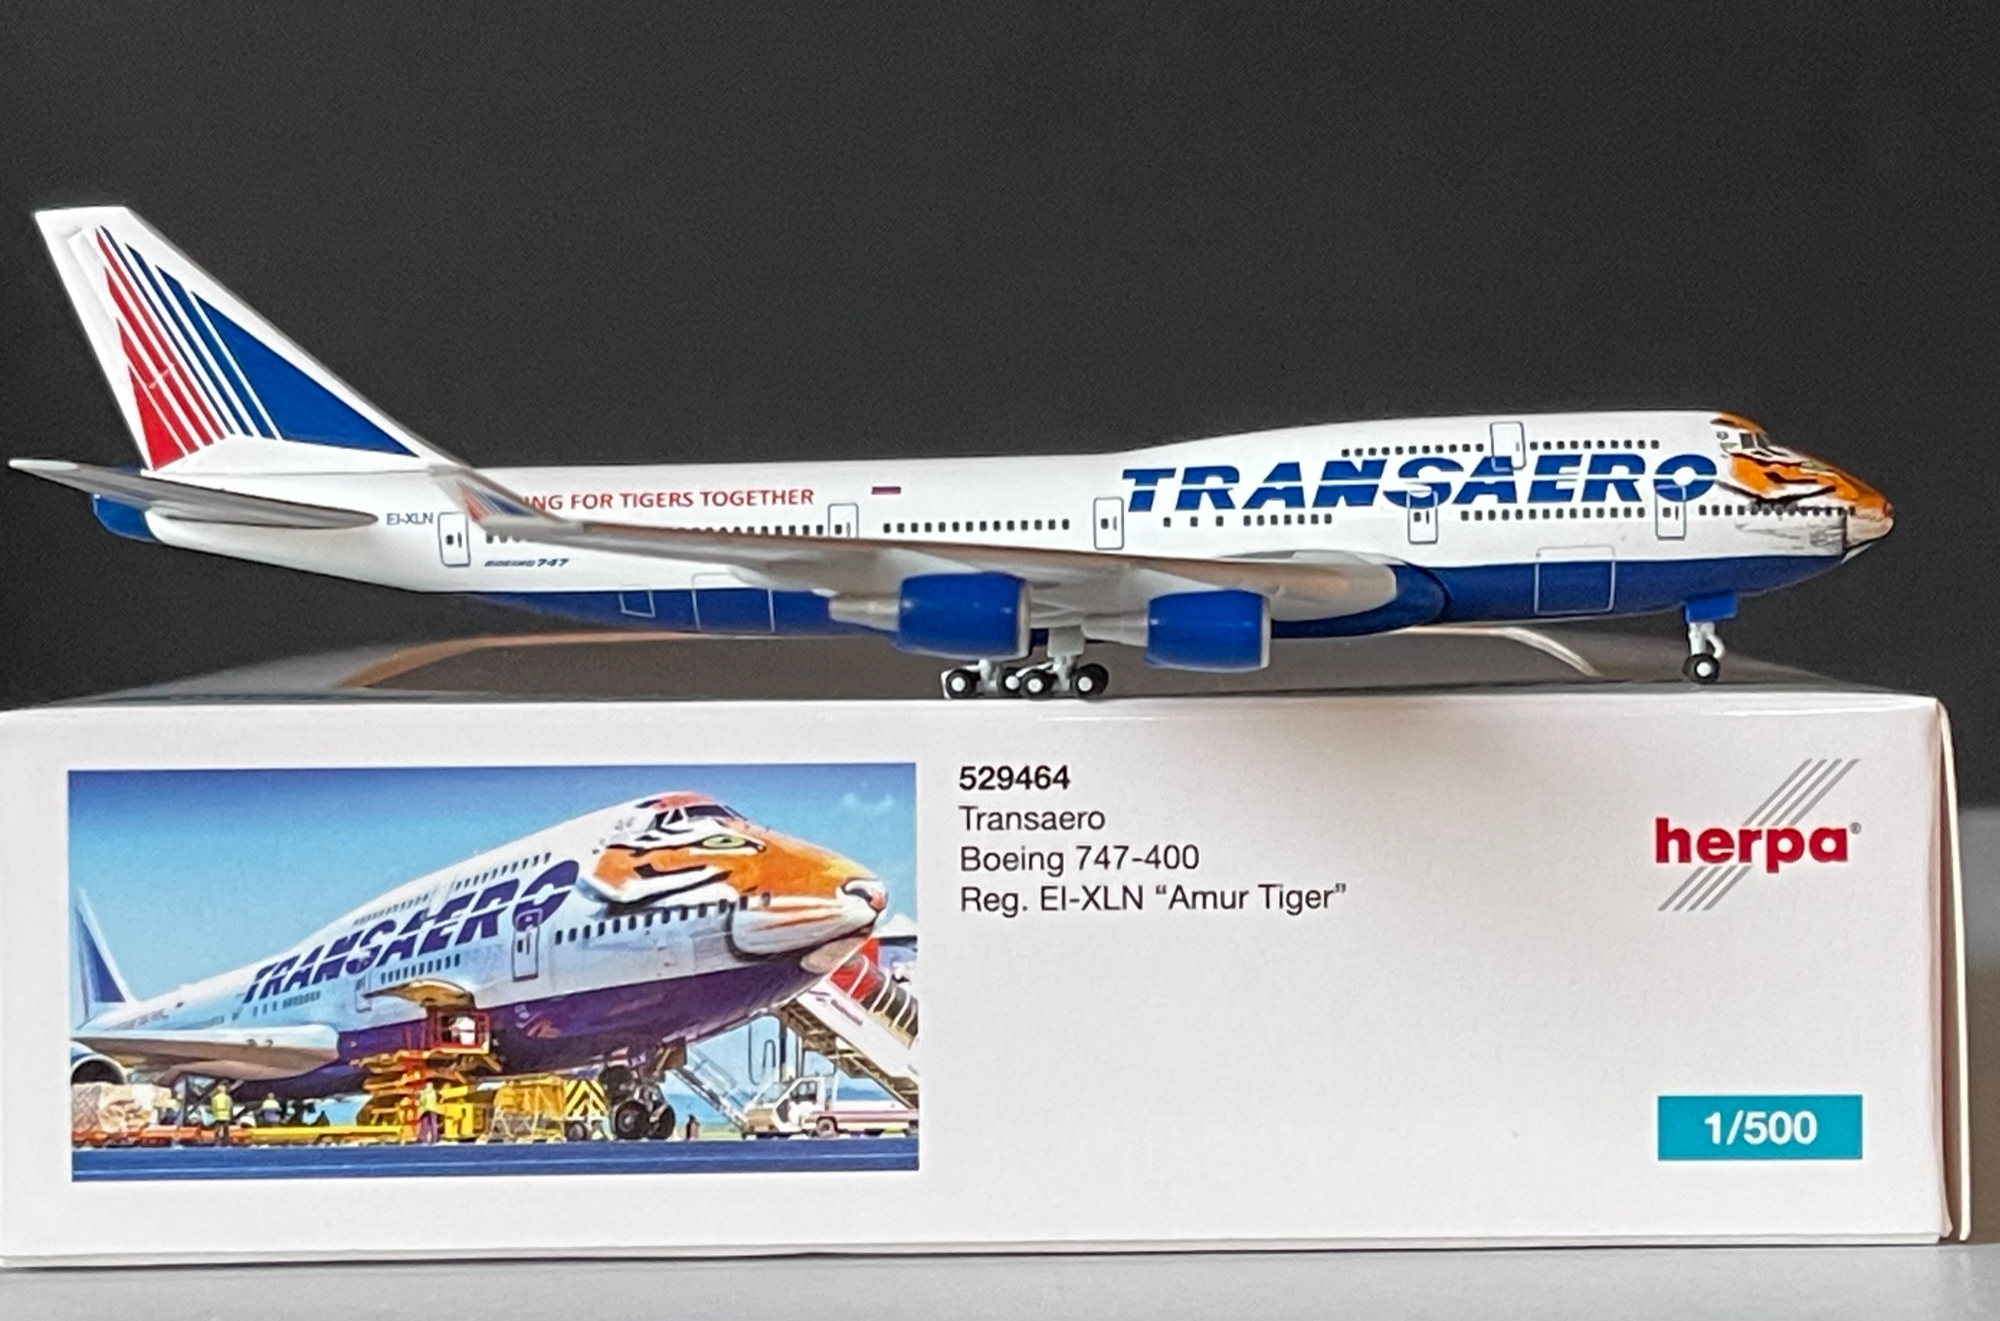 TRANSAERO
FOR TIGERS TOGETHER
EI-XLN
BOEING 747
529464
Transaero
Boeing 747-400
Reg. EI-XLN “Amur Tiger”
herpa®
1/500
TRANSAERO